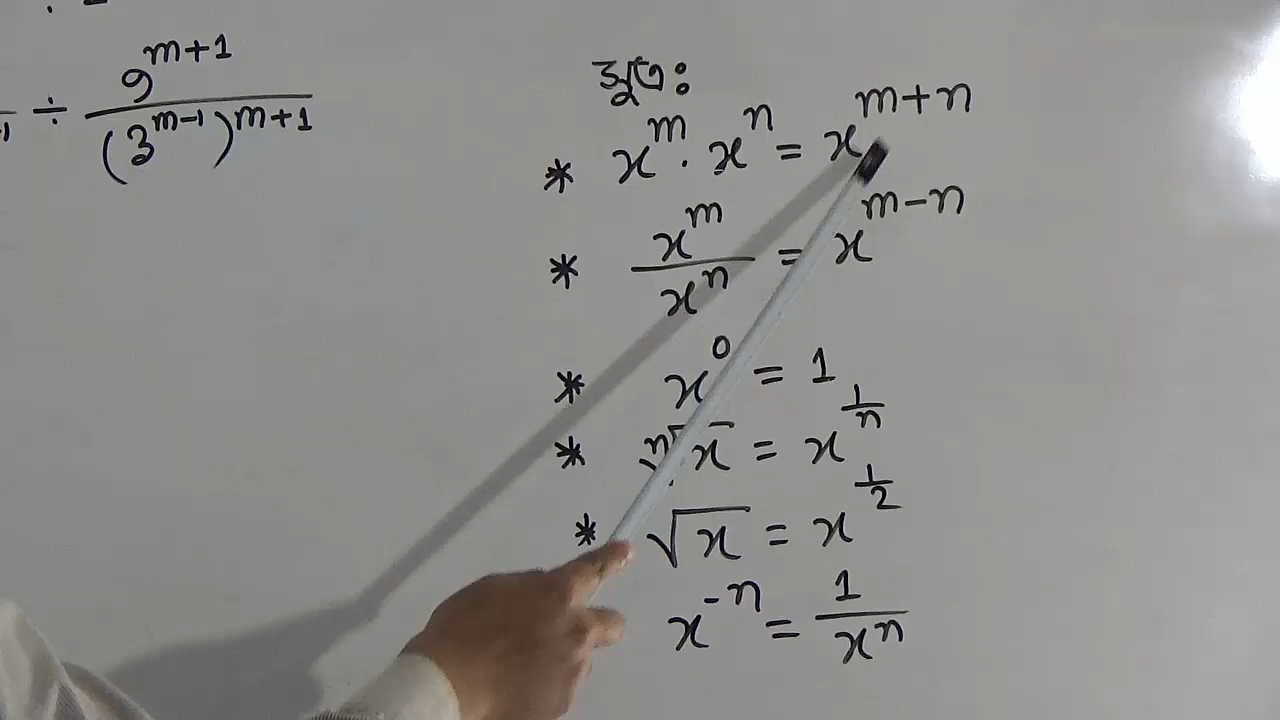 ÷ 9^{m+1}/(3^{m-1})^{m+1}
সূত্রঃ
* x^m · x^n = x^{m+n}
* x^m/x^n = x^{m-n}
* x^0 = 1
* ⁿ√x = x^{1/n}
* √x = x^{1/2}
x^{-n} = 1/x^n